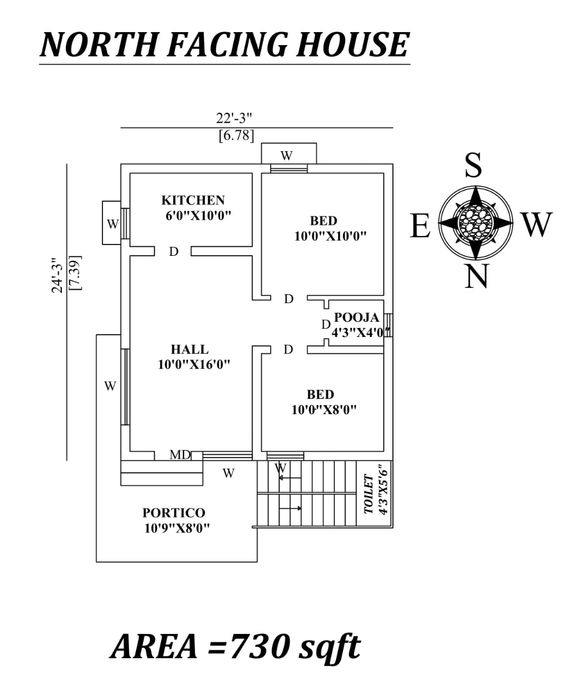 NORTH FACING HOUSE
22'-3"
[6.78]
W
S
KITCHEN
6'0"X10'0"
W
BED
10'0"X10'0"
E
W
N
D
24'-3"
[7.39]
D
D
POOJA
4'3"X4'0"
HALL
10'0"X16'0"
D
W
BED
10'0"X8'0"
MD
W
W
TOILET
4'3"X5'6"
PORTICO
10'9"X8'0"
AREA =730 sqft